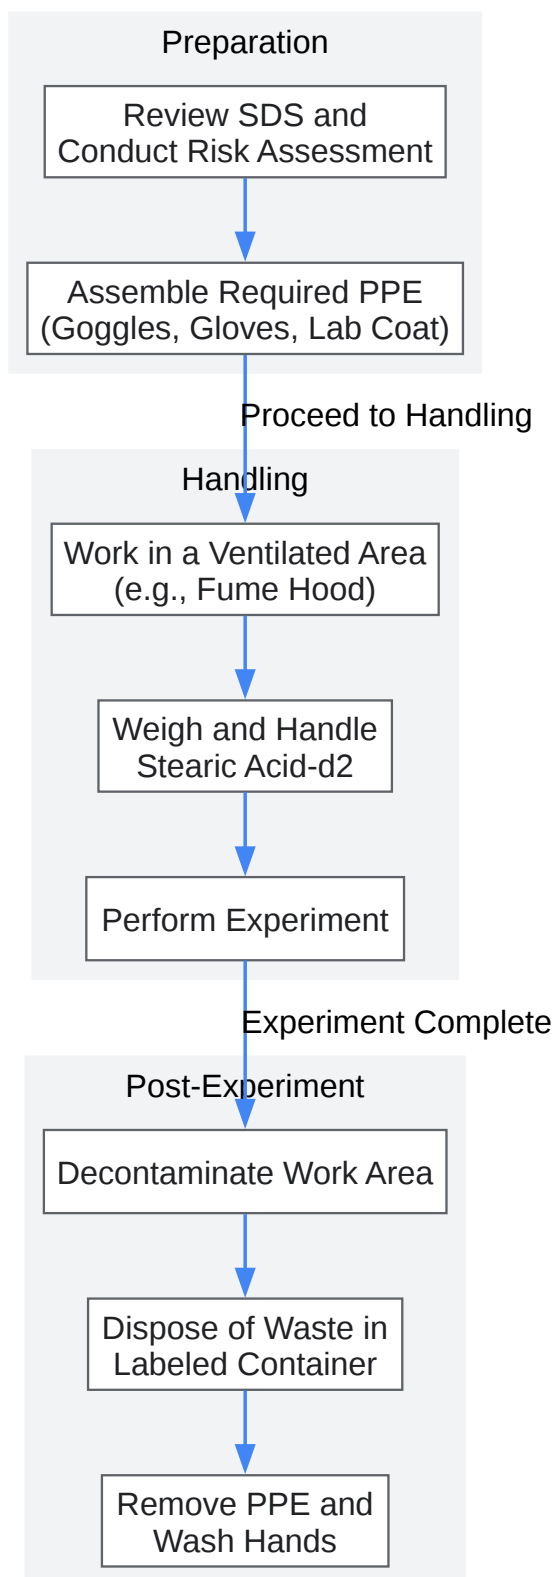 Preparation
Review SDS and
Conduct Risk Assessment
Assemble Required PPE
(Goggles, Gloves, Lab Coat)
Proceed to Handling
Handling
Work in a Ventilated Area
(e.g., Fume Hood)
Weigh and Handle
Stearic Acid-d2
Perform Experiment
Experiment Complete
Post-Experiment
Decontaminate Work Area
Dispose of Waste in
Labeled Container
Remove PPE and
Wash Hands